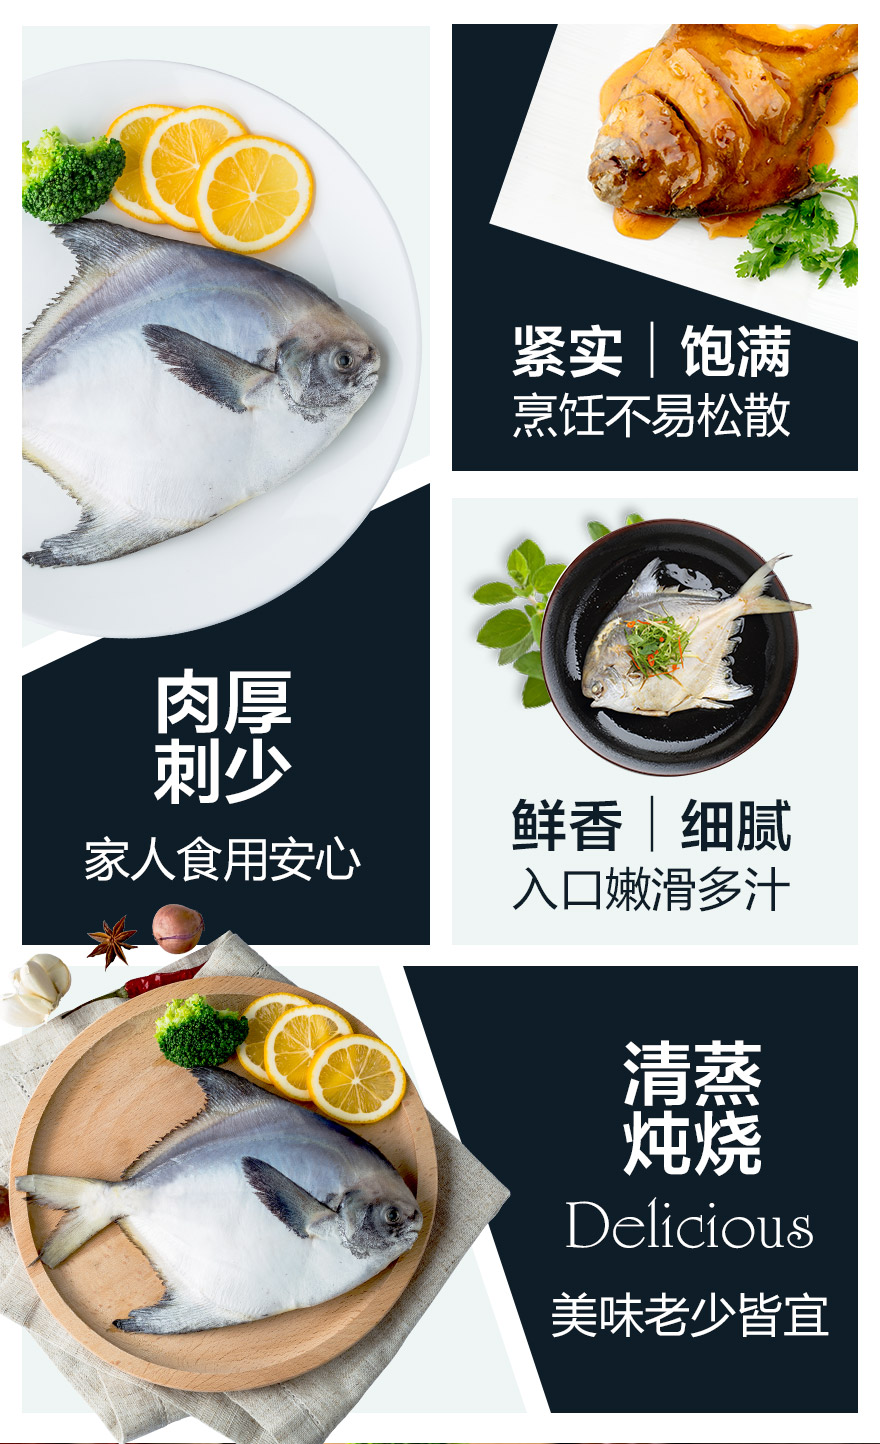 紧实｜饱满
烹饪不易松散
肉厚
刺少
家人食用安心
鲜香｜细腻
入口嫩滑多汁
清蒸
炖烧
Delicious
美味老少皆宜